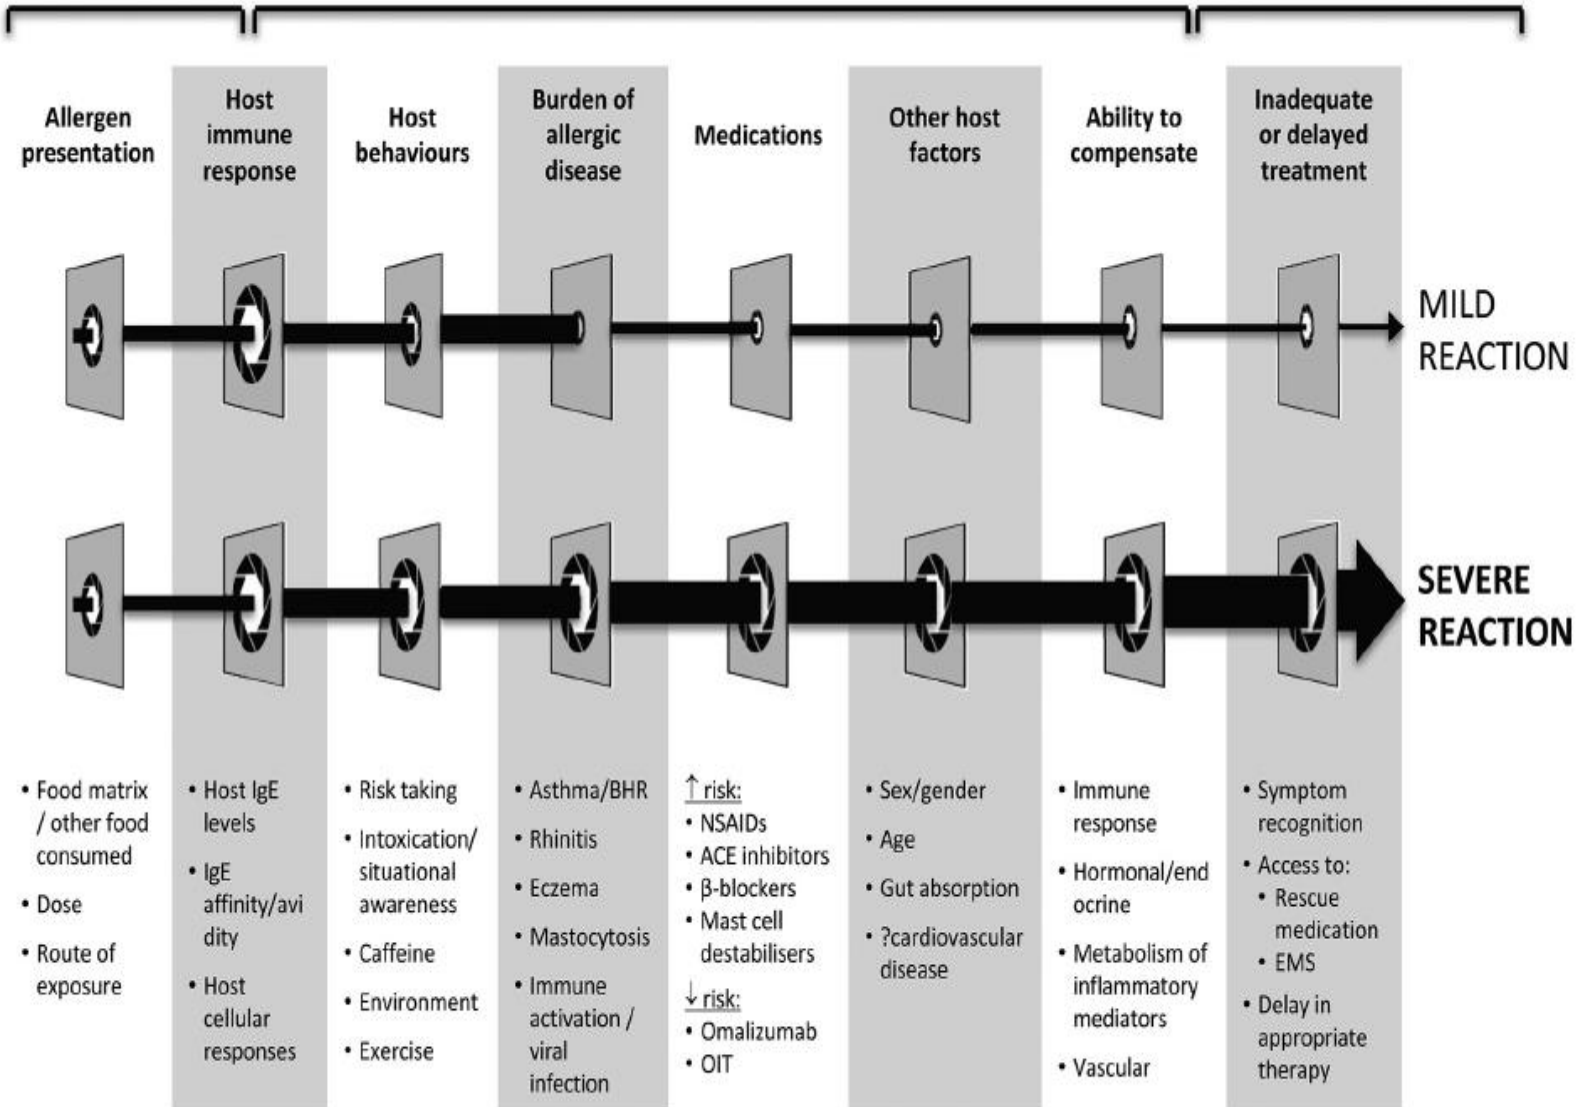 Allergen
presentation
Host
immune
response
Host
behaviours
Burden of
allergic
disease
Medications
Other host
factors
Ability to
compensate
Inadequate
or delayed
treatment
MILD
REACTION
SEVERE
REACTION
• Food matrix
/ other food
consumed
• Dose
• Route of
exposure
• Host IgE
levels
• IgE
affinity/avi
dity
• Host
cellular
responses
• Risk taking
• Intoxication/
situational
awareness
• Caffeine
• Environment
• Exercise
• Asthma/BHR
• Rhinitis
• Eczema
• Mastocytosis
• Immune
activation /
viral
infection
↑ risk:
• NSAIDs
• ACE inhibitors
• β-blockers
• Mast cell
destabilisers
↓ risk:
• Omalizumab
• OIT
• Sex/gender
• Age
• Gut absorption
• ?cardiovascular
disease
• Immune
response
• Hormonal/end
ocrine
• Metabolism of
inflammatory
mediators
• Vascular
• Symptom
recognition
• Access to:
• Rescue
medication
• EMS
• Delay in
appropriate
therapy